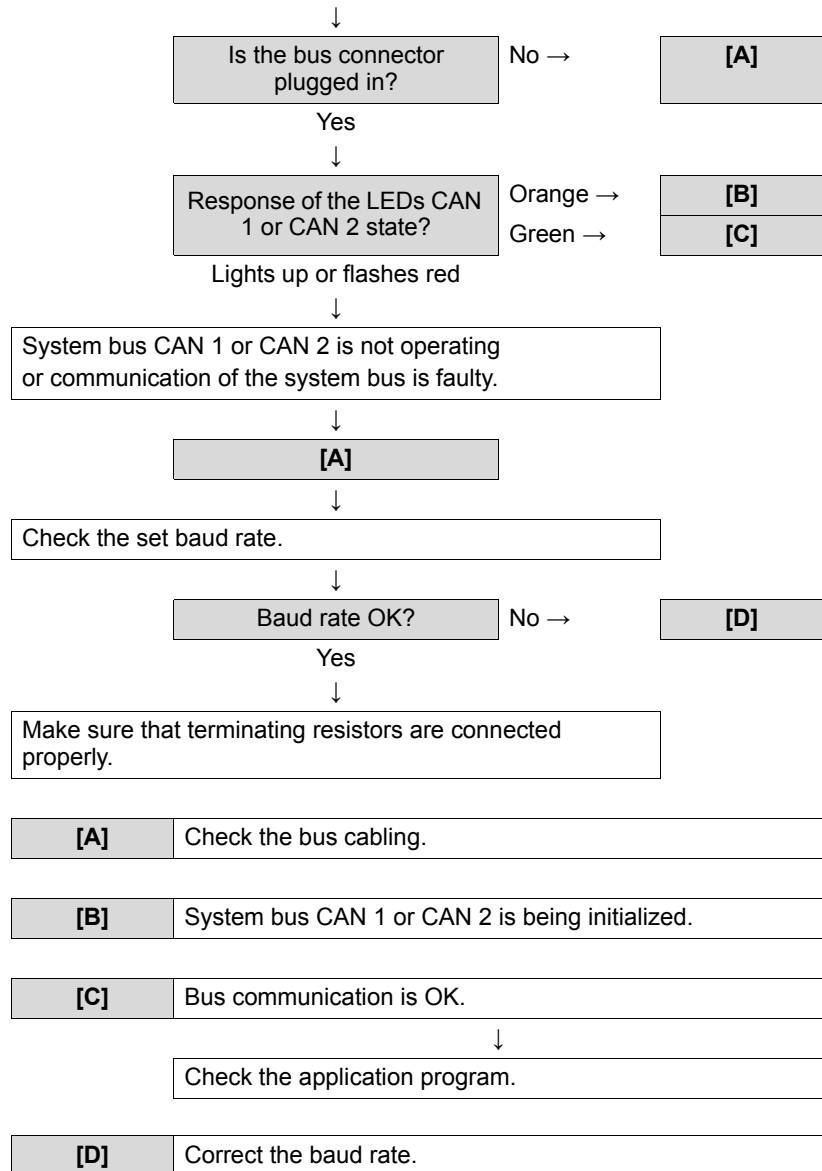 ↓
Is the bus connector
plugged in?
No →
[A]
Yes
↓
Response of the LEDs CAN
1 or CAN 2 state?
Orange →
[B]
Green →
[C]
Lights up or flashes red
↓
System bus CAN 1 or CAN 2 is not operating
or communication of the system bus is faulty.
↓
[A]
↓
Check the set baud rate.
↓
Baud rate OK?
No →
[D]
Yes
↓
Make sure that terminating resistors are connected
properly.
[A] Check the bus cabling.
[B] System bus CAN 1 or CAN 2 is being initialized.
[C] Bus communication is OK.
↓
Check the application program.
[D] Correct the baud rate.